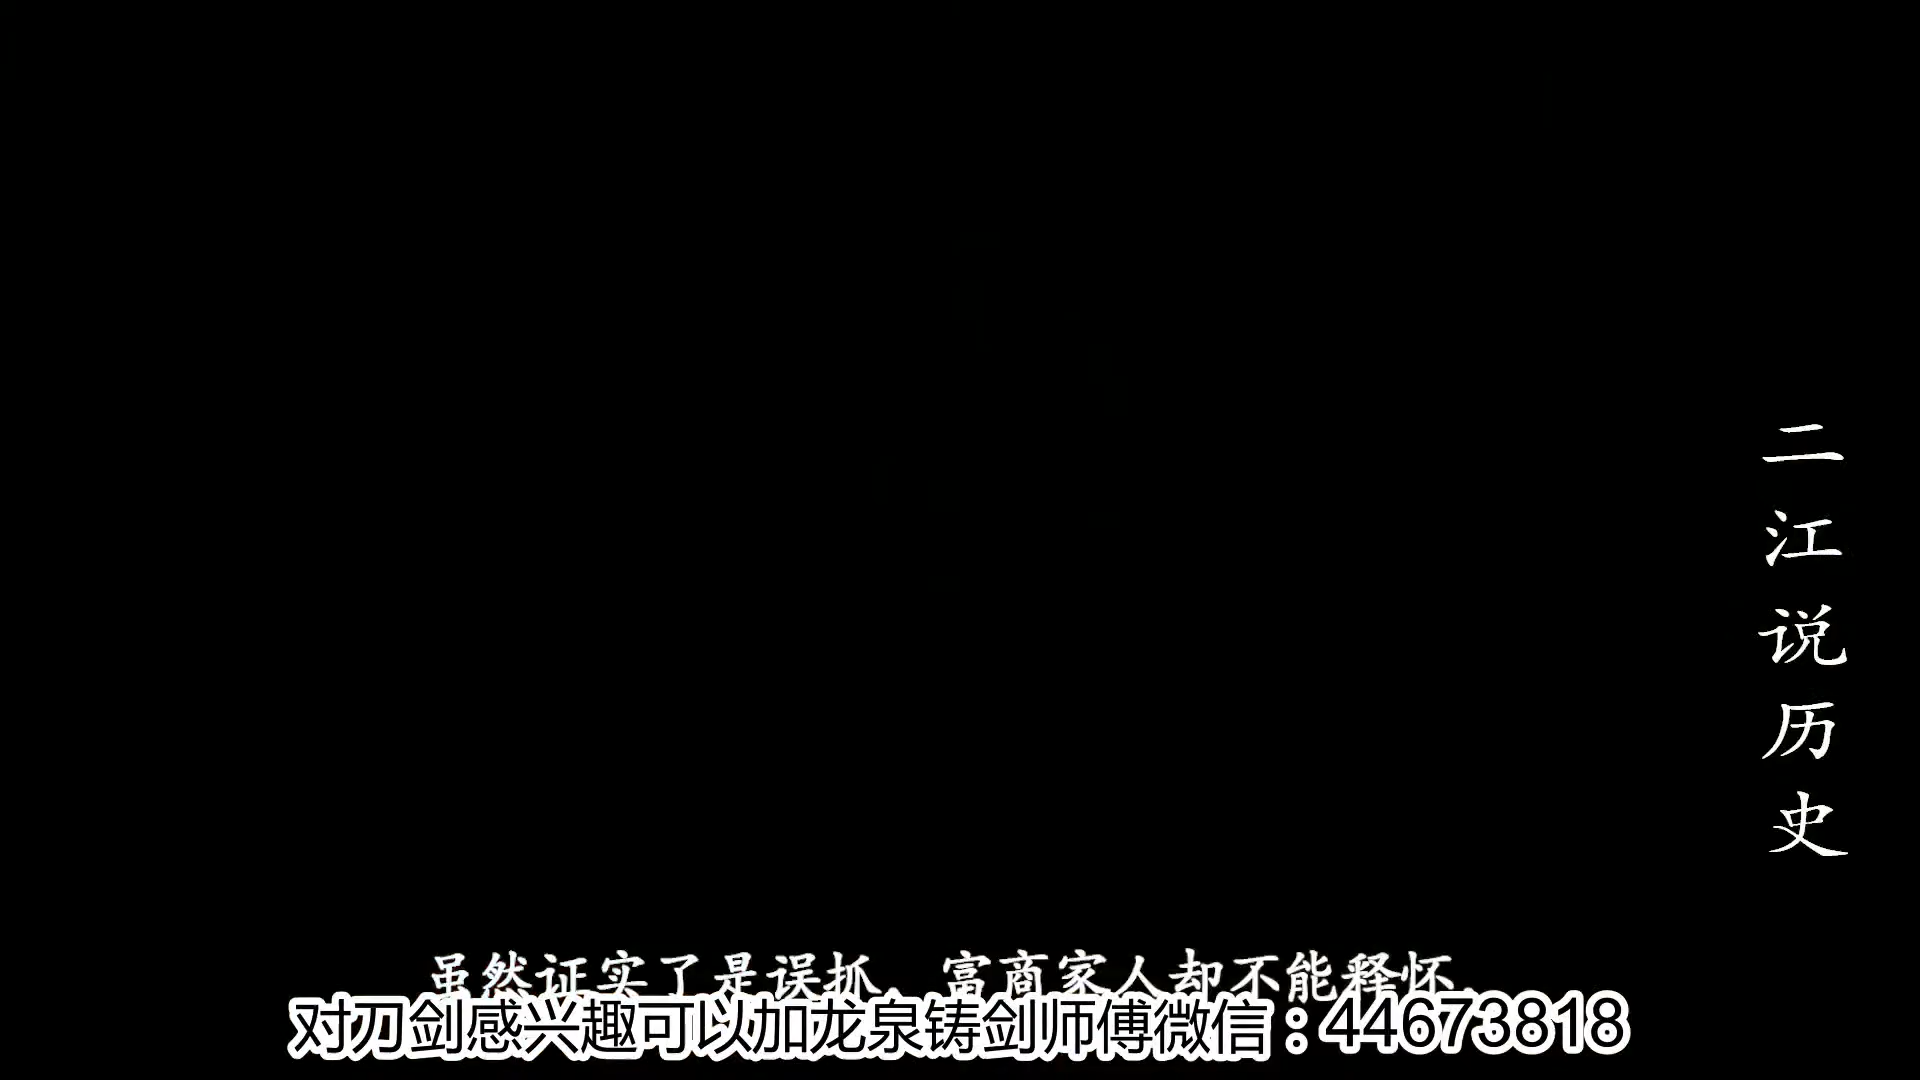 二江说历史
虽然证实了是误抓，富商家人却不能释怀，
对刀剑感兴趣可以加龙泉铸剑师傅微信：44673818